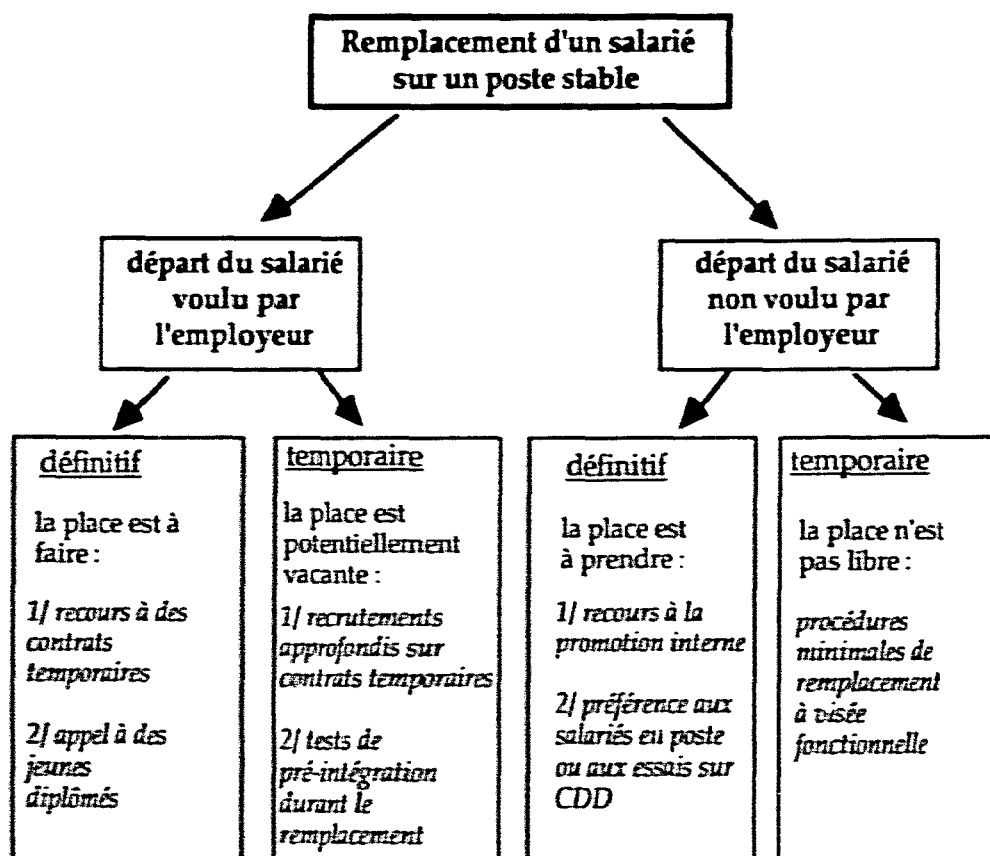 Remplacement d'un salarié
sur un poste stable
départ du salarié
voulu par
l'employeur
départ du salarié
non voulu par
l'employeur
définitif
la place est à
faire :
1/ recours à des
contrats
temporaires
2/ appel à des
jeunes
diplômés
temporaire
la place est
potentiellement
vacante :
1/ recrutements
approfondis sur
contrats temporaires
2/ tests de
pré-intégration
durant le
remplacement
définitif
la place est
à prendre :
1/ recours à la
promotion interne
2/ préférence aux
salariés en poste
ou aux essais sur
CDD
temporaire
la place n'est
pas libre :
procédures
minimales de
remplacement
à visée
fonctionnelle